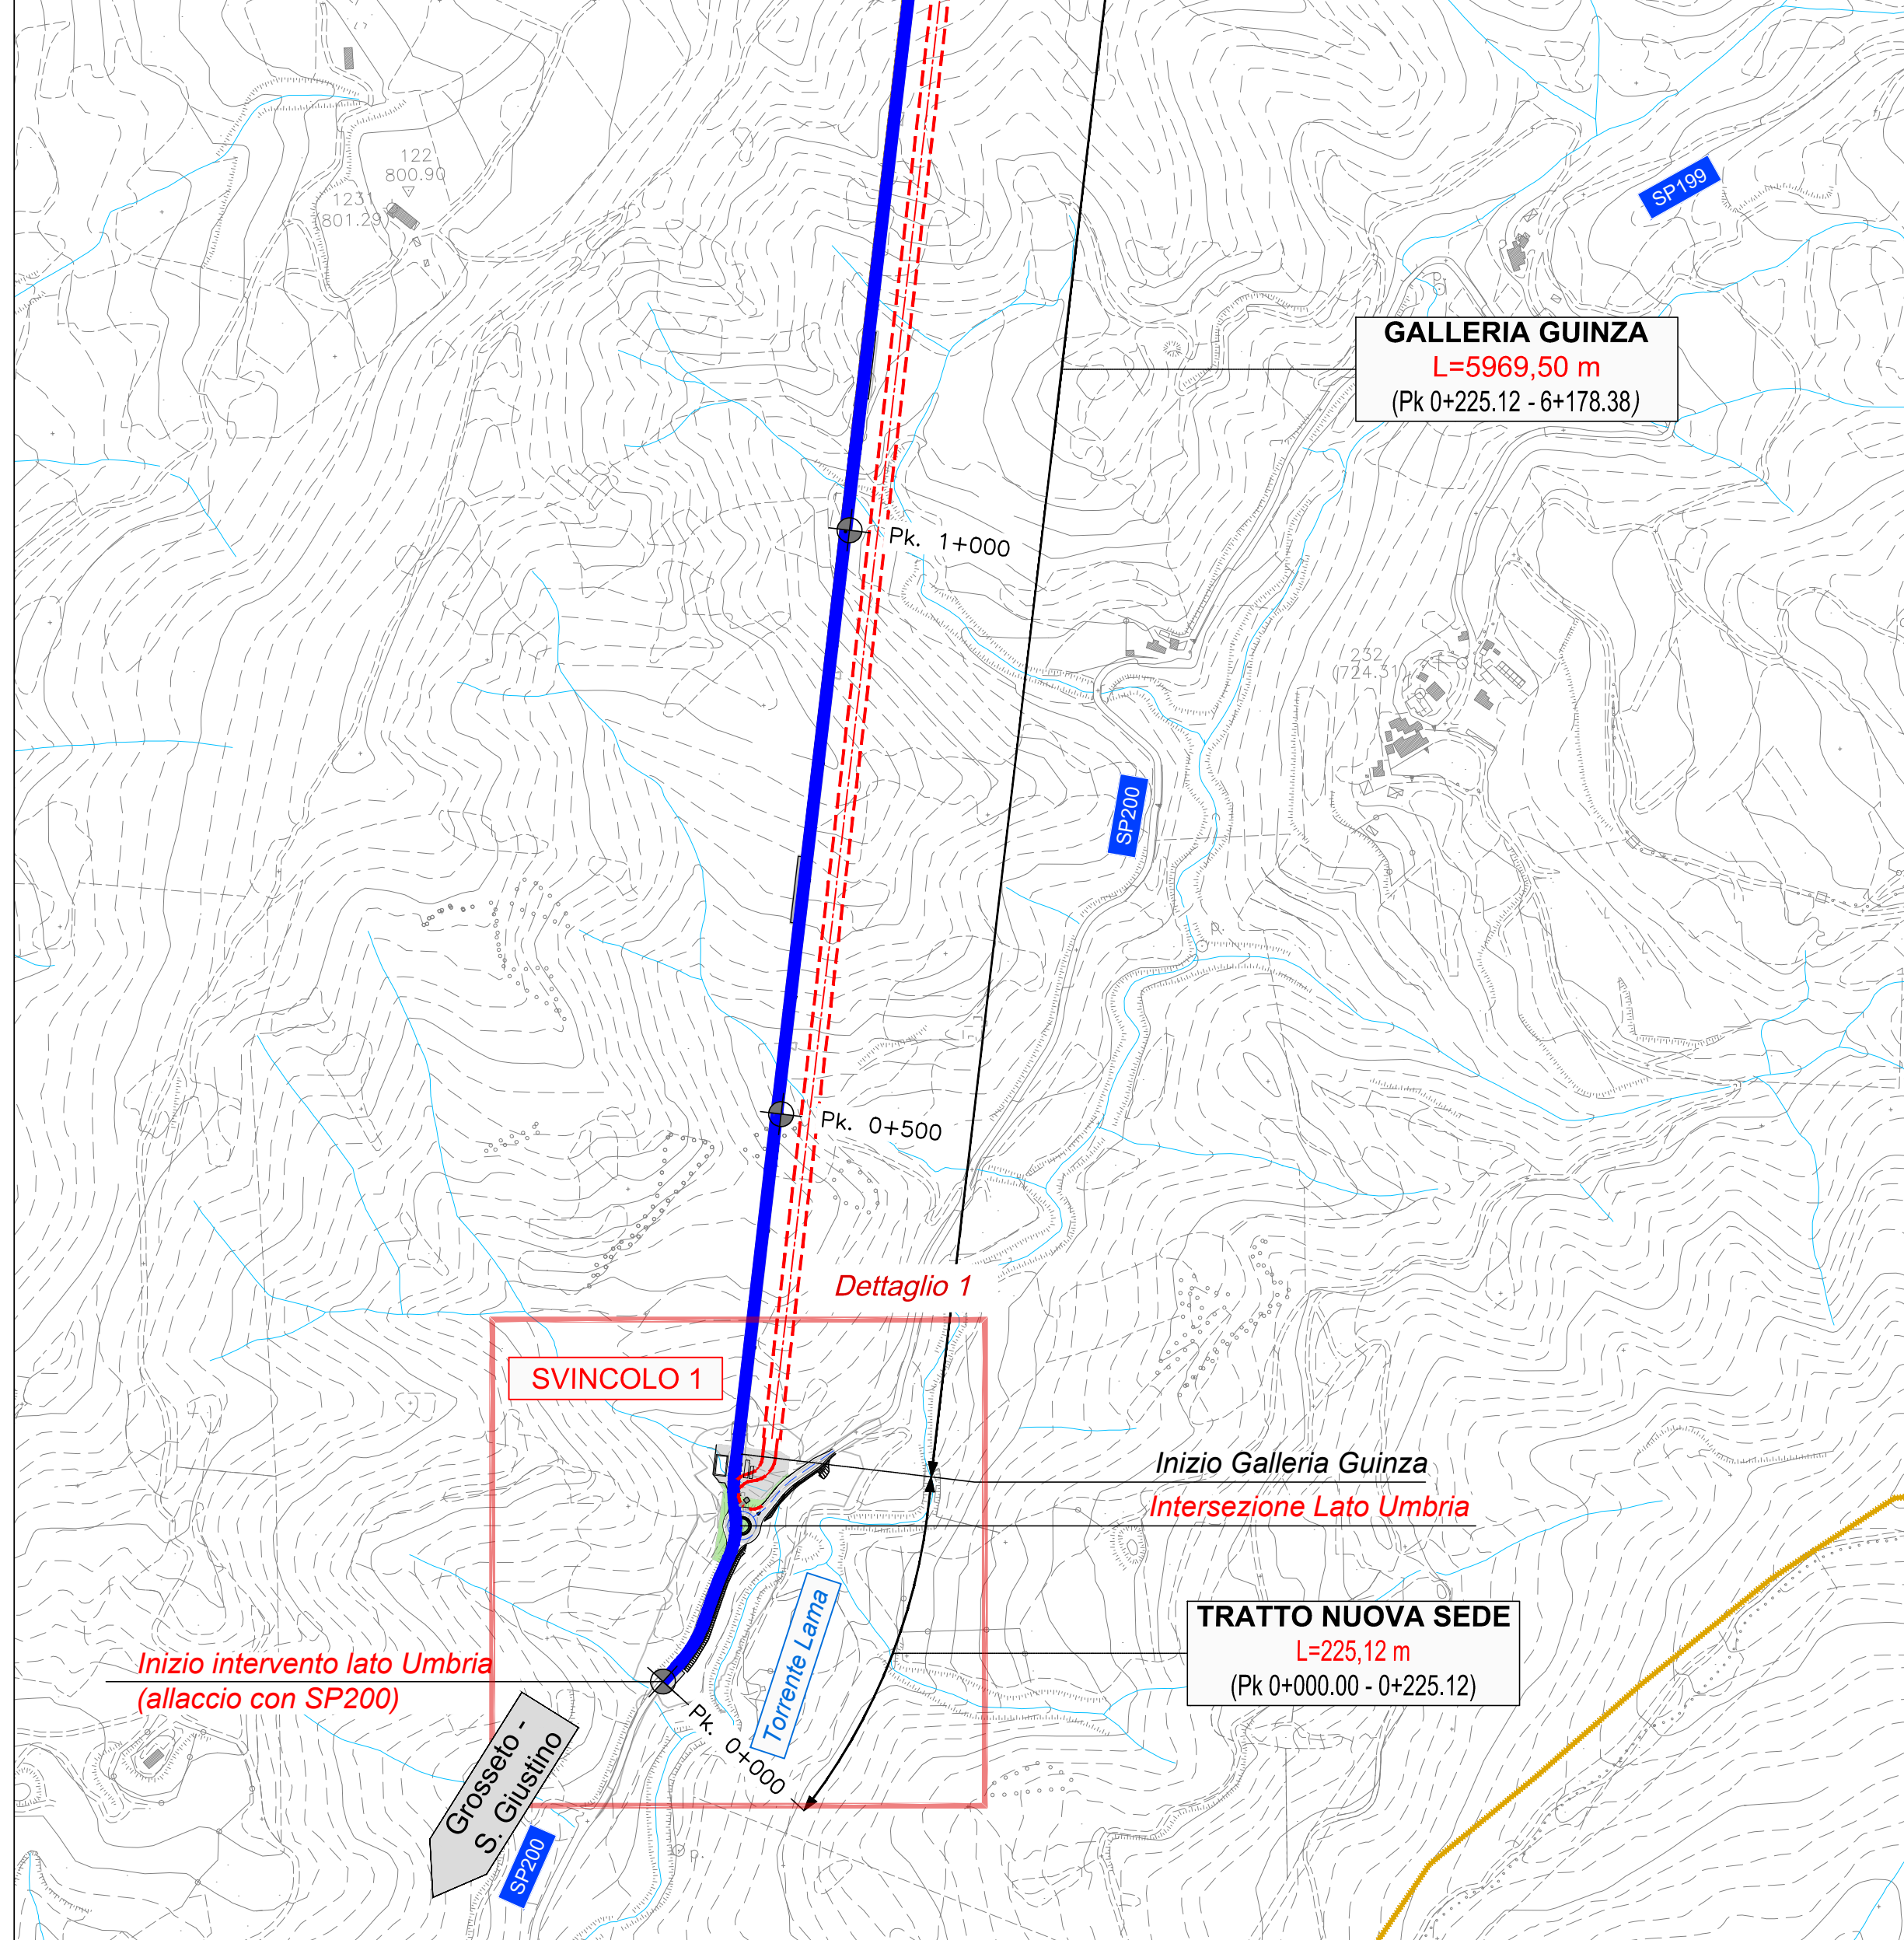 122
800.90
1231
(801.29)
SP199
GALLERIA GUINZA
L=5969,50 m
(Pk 0+225.12 - 6+178.38)
Pk. 1+000
232
(724.31)
SP200
Pk. 0+500
Dettaglio 1
SVINCOLO 1
Inizio Galleria Guinza
Intersezione Lato Umbria
Torrente Lama
TRATTO NUOVA SEDE
L=225,12 m
(Pk 0+000.00 - 0+225.12)
Inizio intervento lato Umbria
(allaccio con SP200)
Pk. 0+000
Grosseto -
S. Giustino
SP200